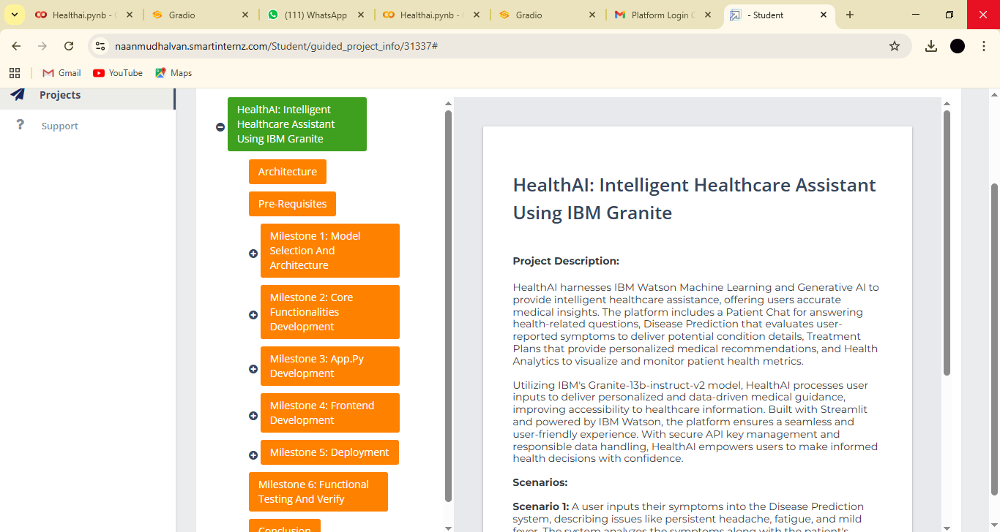 Healthai.pynb -
Gradio
(111) WhatsApp
Healthai.pynb -
Gradio
Platform Login
- Student
naanmudhalvan.smartinternz.com/Student/guided_project_info/31337#
Gmail
YouTube
Maps
Projects
Support
HealthAI: Intelligent
Healthcare Assistant
Using IBM Granite
Architecture
Pre-Requisites
Milestone 1: Model
Selection And
Architecture
Milestone 2: Core
Functionalities
Development
Milestone 3: App.Py
Development
Milestone 4: Frontend
Development
Milestone 5: Deployment
Milestone 6: Functional
Testing And Verify
Conclusion
HealthAI: Intelligent Healthcare Assistant
Using IBM Granite
Project Description:
HealthAI harnesses IBM Watson Machine Learning and Generative AI to
provide intelligent healthcare assistance, offering users accurate
medical insights. The platform includes a Patient Chat for answering
health-related questions, Disease Prediction that evaluates user-
reported symptoms to deliver potential condition details, Treatment
Plans that provide personalized medical recommendations, and Health
Analytics to visualize and monitor patient health metrics.
Utilizing IBM's Granite-13b-instruct-v2 model, HealthAI processes user
inputs to deliver personalized and data-driven medical guidance,
improving accessibility to healthcare information. Built with Streamlit
and powered by IBM Watson, the platform ensures a seamless and
user-friendly experience. With secure API key management and
responsible data handling, HealthAI empowers users to make informed
health decisions with confidence.
Scenarios:
Scenario 1: A user inputs their symptoms into the Disease Prediction
system, describing issues like persistent headache, fatigue, and mild
fever. The system analyzes the symptoms along with the patient's